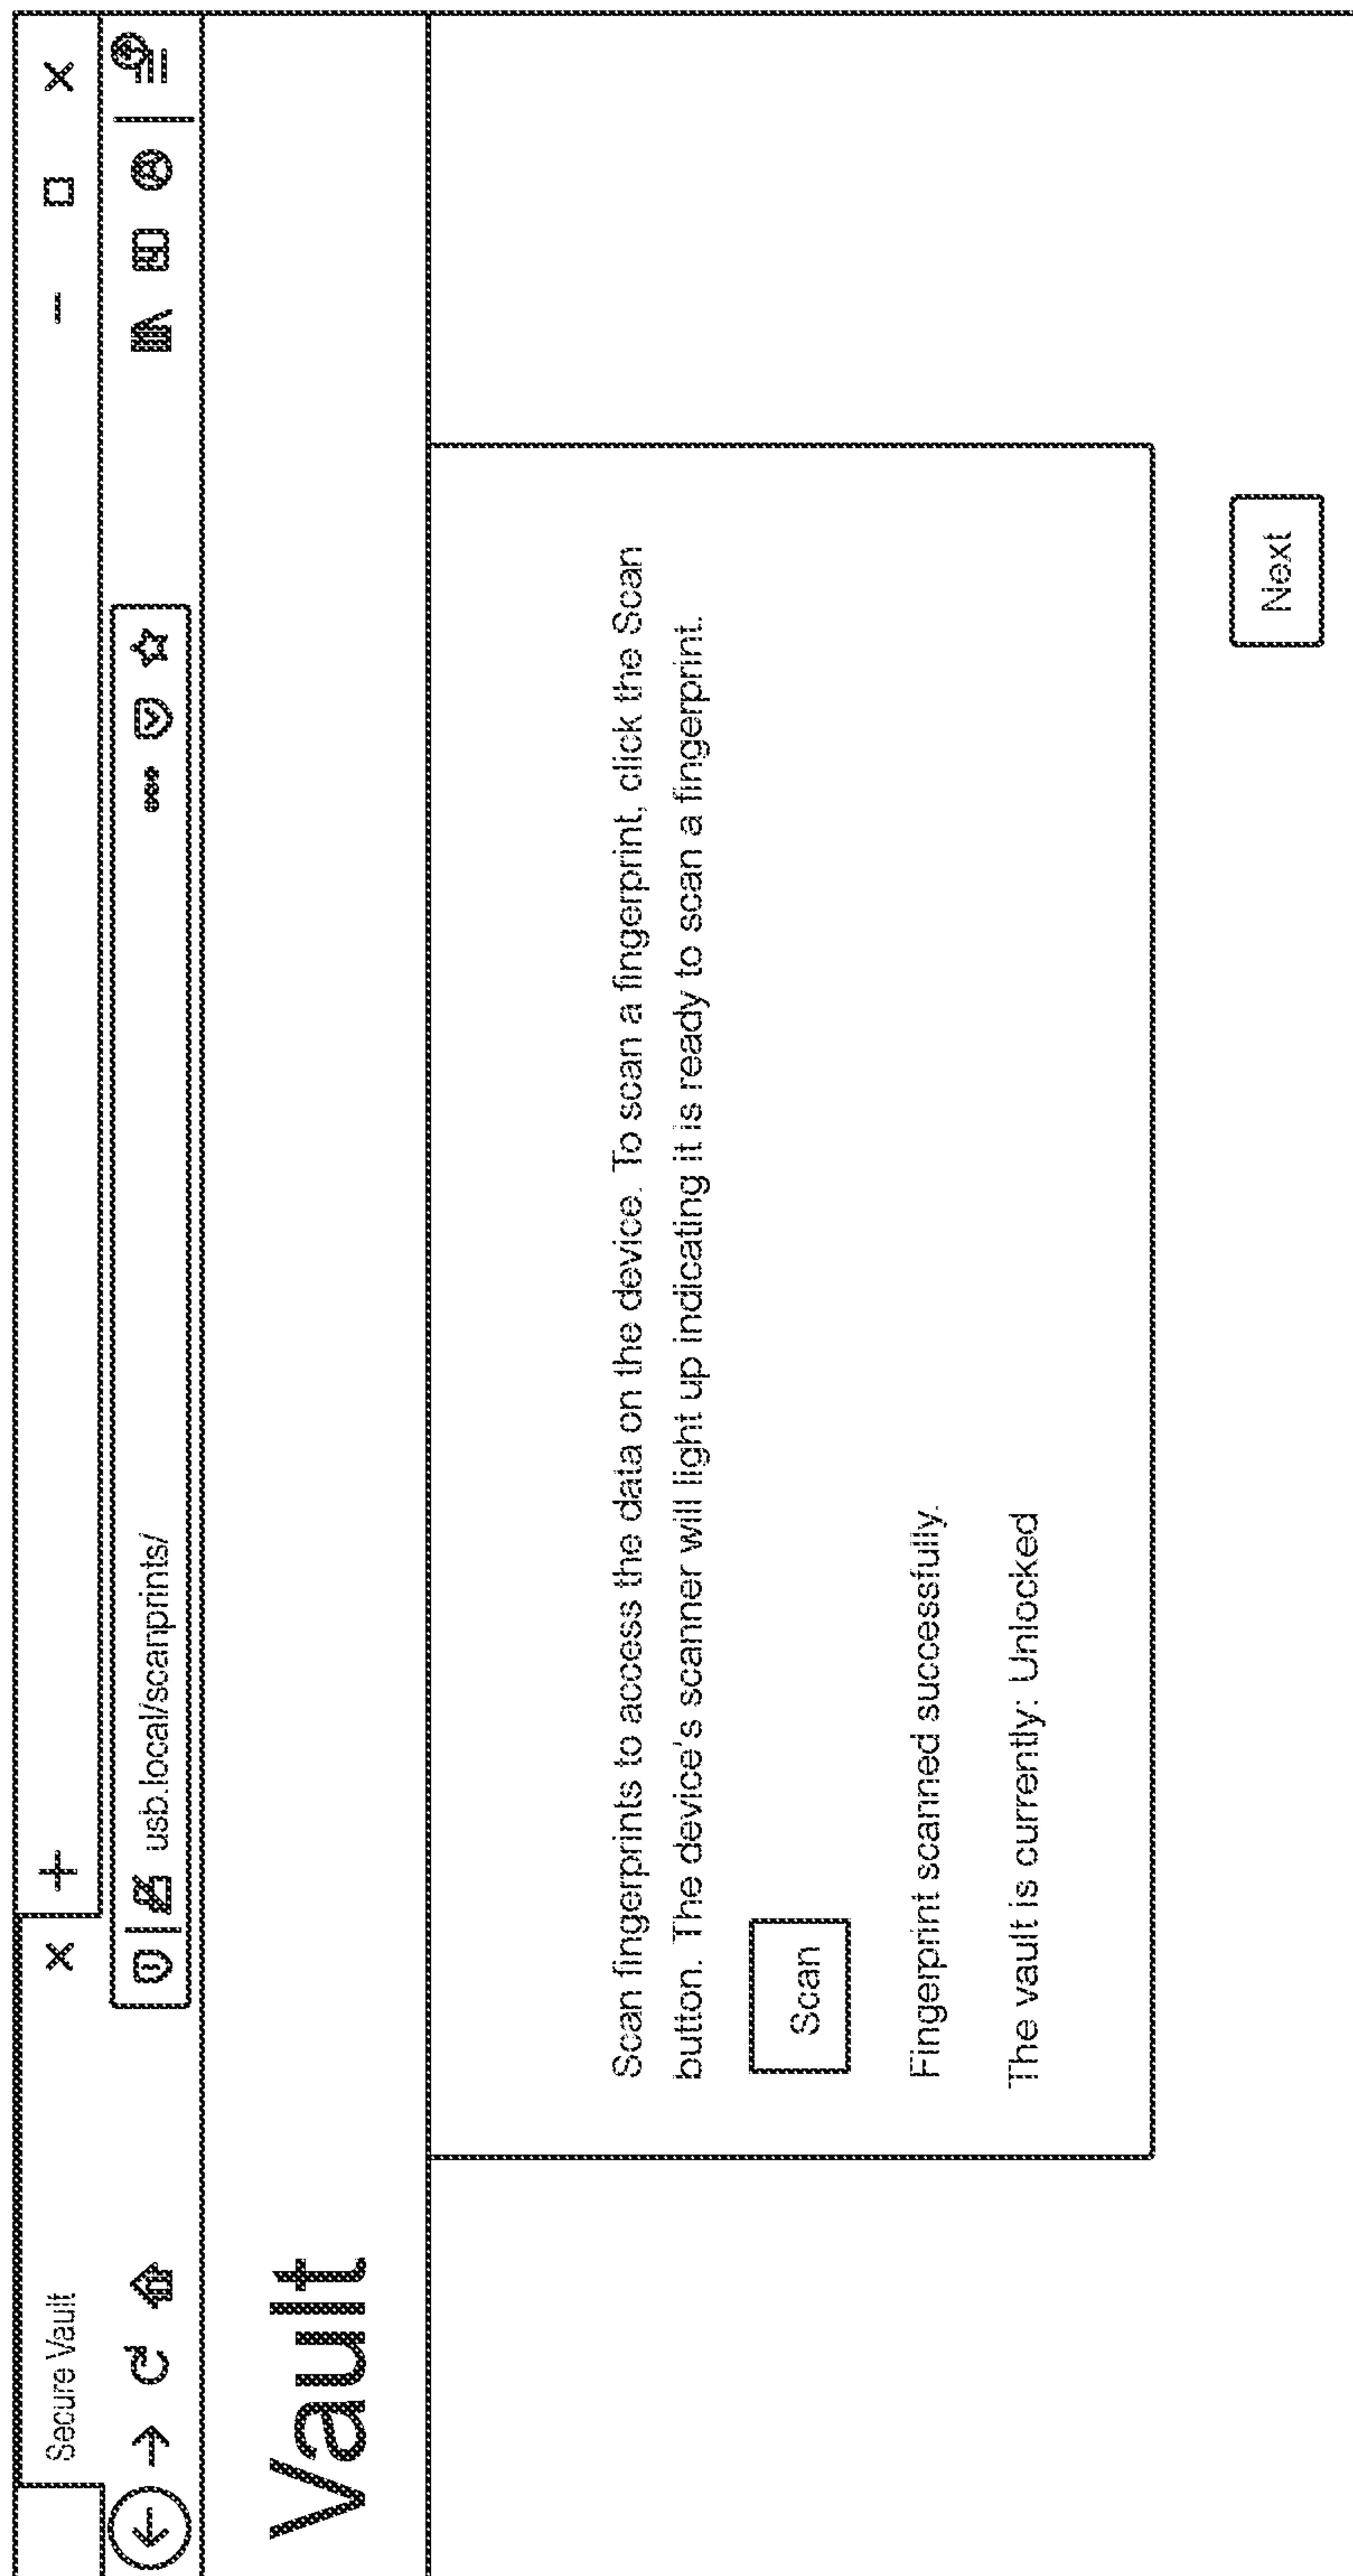 Secure Vault
usb.local/scanprints/
Vault
Scan fingerprints to access the data on the device. To scan a fingerprint, click the Scan
button. The device's scanner will light up indicating it is ready to scan a fingerprint.
Scan
Fingerprint scanned successfully.
The vault is currently: Unlocked
Next